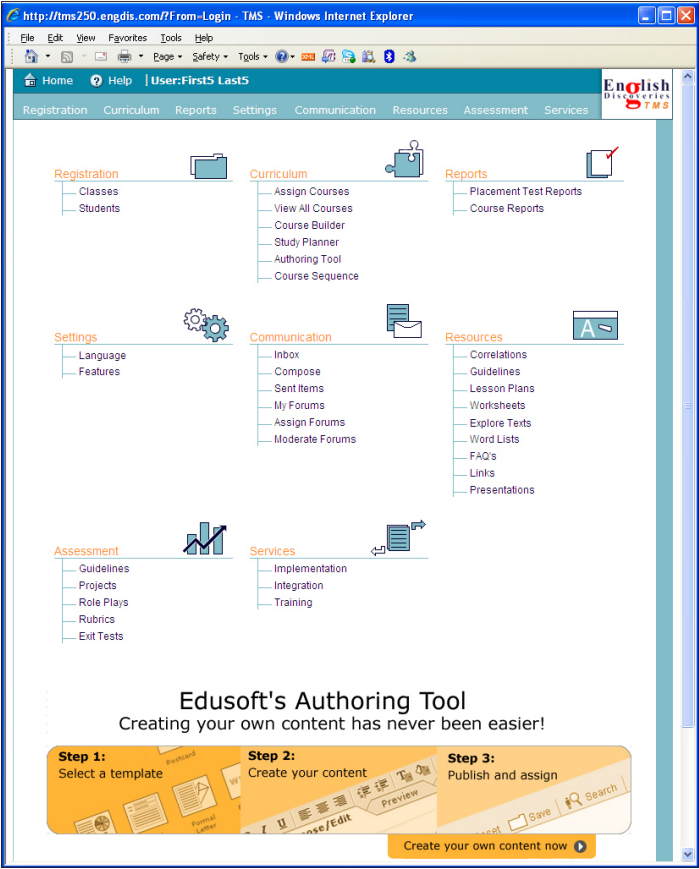 http://tms250.engdis.com/?From=Login - TMS - Windows Internet Explorer
File Edit View Favorites Tools Help
Page Safety Tools
Home Help | User:First5 Last5
English
Discoveries
TMS
Registration Curriculum Reports Settings Communication Resources Assessment Services
Registration
Classes
Students
Curriculum
Assign Courses
View All Courses
Course Builder
Study Planner
Authoring Tool
Course Sequence
Reports
Placement Test Reports
Course Reports
Settings
Language
Features
Communication
Inbox
Compose
Sent Items
My Forums
Assign Forums
Moderate Forums
A
Resources
Correlations
Guidelines
Lesson Plans
Worksheets
Explore Texts
Word Lists
FAQ's
Links
Presentations
Assessment
Guidelines
Projects
Role Plays
Rubrics
Exit Tests
Services
Implementation
Integration
Training
Edusoft's Authoring Tool
Creating your own content has never been easier!
Step 1:
Select a template
Postcard
Formal
Letter
Step 2:
Create your content
Preview
I U
ose/Edit
Step 3:
Publish and assign
Save
Search
Create your own content now